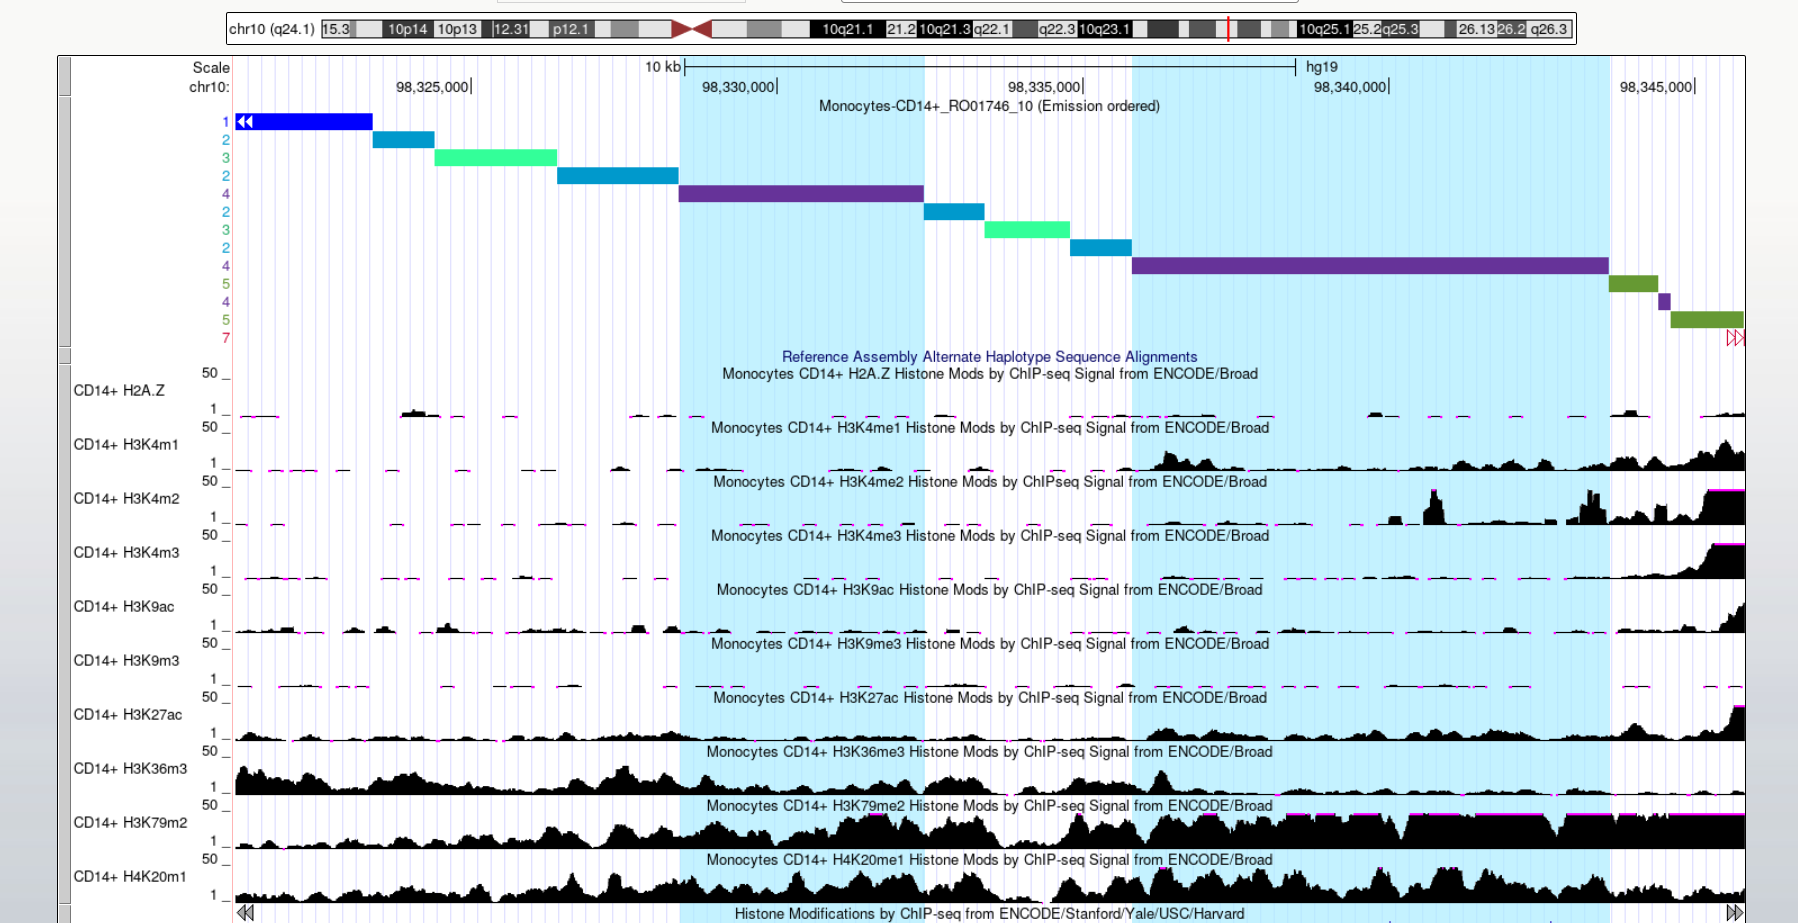 chr10 (q24.1) 15.3 10p14 10p13 12.31 p12.1 10q21.1 21.2 10q21.3 q22.1 q22.3 10q23.1 10q25.1 25.2 q25.3 26.13 26.2 q26.3
Scale 10 kb hg19
chr10: 98,325,000 98,330,000 98,335,000 98,340,000 98,345,000
Monocytes-CD14+_RO01746_10 (Emission ordered)
1
2
3
2
4
2
3
2
4
5
4
5
7
Reference Assembly Alternate Haplotype Sequence Alignments
Monocytes CD14+ H2A.Z Histone Mods by ChIP-seq Signal from ENCODE/Broad
50
CD14+ H2A.Z
1
Monocytes CD14+ H3K4me1 Histone Mods by ChIP-seq Signal from ENCODE/Broad
50
CD14+ H3K4m1
1
Monocytes CD14+ H3K4me2 Histone Mods by ChIPseq Signal from ENCODE/Broad
50
CD14+ H3K4m2
1
Monocytes CD14+ H3K4me3 Histone Mods by ChIP-seq Signal from ENCODE/Broad
50
CD14+ H3K4m3
1
Monocytes CD14+ H3K9ac Histone Mods by ChIP-seq Signal from ENCODE/Broad
50
CD14+ H3K9ac
1
Monocytes CD14+ H3K9me3 Histone Mods by ChIP-seq Signal from ENCODE/Broad
50
CD14+ H3K9m3
1
Monocytes CD14+ H3K27ac Histone Mods by ChIP-seq Signal from ENCODE/Broad
50
CD14+ H3K27ac
1
Monocytes CD14+ H3K36me3 Histone Mods by ChIP-seq Signal from ENCODE/Broad
50
CD14+ H3K36m3
1
Monocytes CD14+ H3K79me2 Histone Mods by ChIP-seq Signal from ENCODE/Broad
50
CD14+ H3K79m2
1
Monocytes CD14+ H4K20me1 Histone Mods by ChIP-seq Signal from ENCODE/Broad
50
CD14+ H4K20m1
1
Histone Modifications by ChIP-seq from ENCODE/Stanford/Yale/USC/Harvard